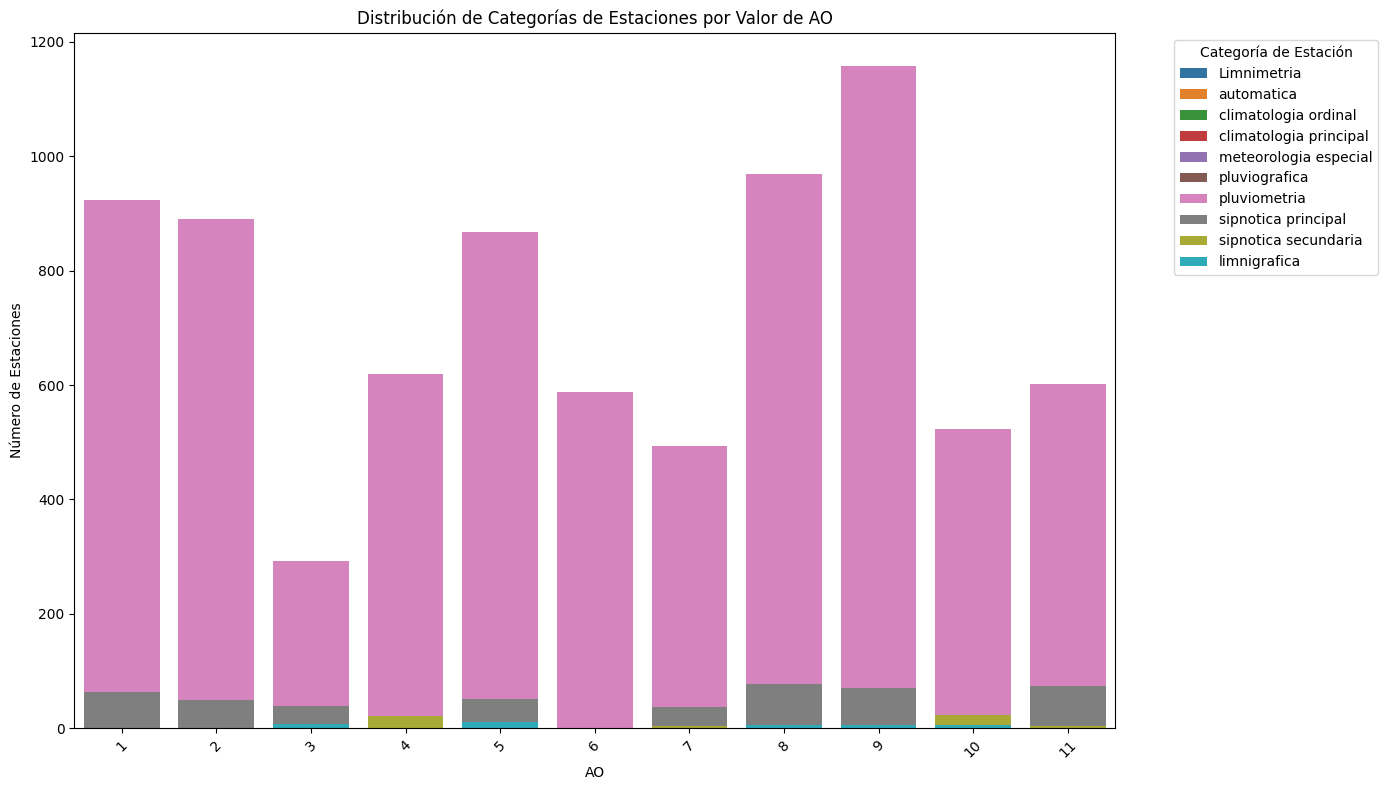 Distribución de Categorías de Estaciones por Valor de AO
Número de Estaciones
1200
1000
800
600
400
200
0
1 2 3 4 5 6 7 8 9 10 11
AO
Categoría de Estación
Limnimetria
automatica
climatologia ordinal
climatologia principal
meteorologia especial
pluviografica
pluviometria
sipnotica principal
sipnotica secundaria
limnigrafica